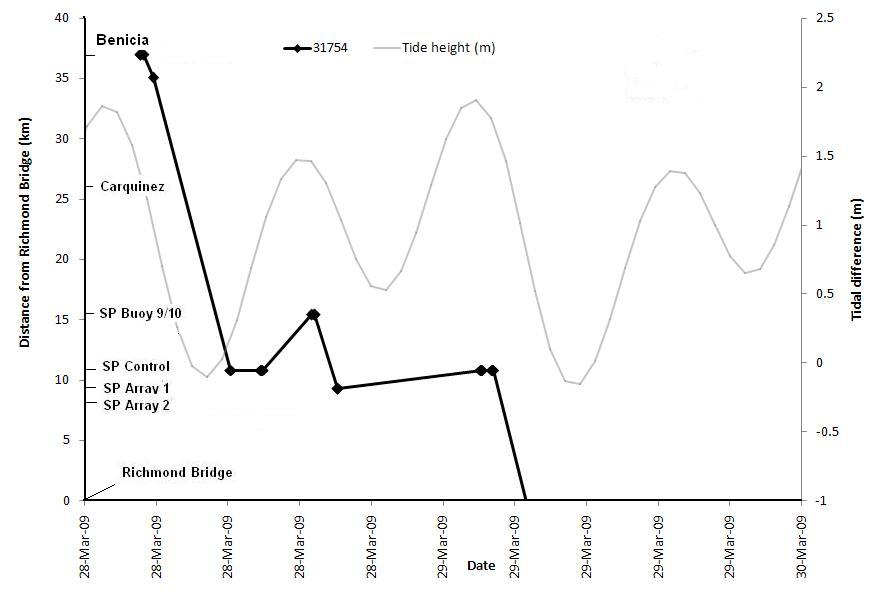 31754
Tide height (m)
Distance from Richmond Bridge (km)
40
35
30
25
20
15
10
5
0
Benicia
Carquinez
SP Buoy 9/10
SP Control
SP Array 1
SP Array 2
Richmond Bridge
2.5
2
1.5
1
0.5
0
-0.5
-1
Tidal difference (m)
28-Mar-09
28-Mar-09
28-Mar-09
28-Mar-09
28-Mar-09
29-Mar-09
29-Mar-09
29-Mar-09
29-Mar-09
29-Mar-09
30-Mar-09
Date